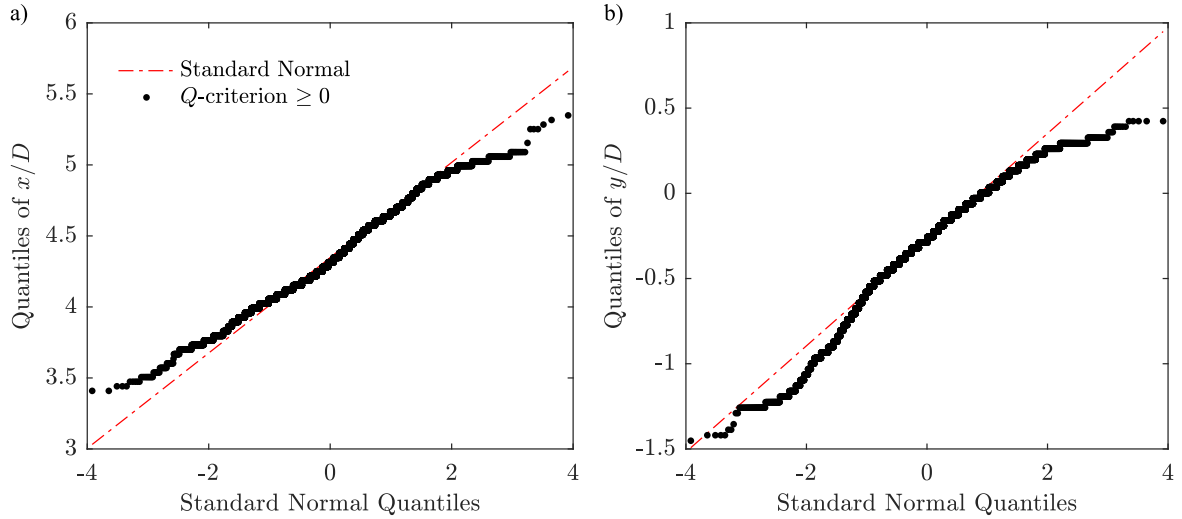 a)
6
5.5
5
4.5
4
3.5
3
Quantiles of x/D
Standard Normal
Q-criterion ≥ 0
-4
-2
0
2
4
Standard Normal Quantiles
b)
1
0.5
0
-0.5
-1
-1.5
Quantiles of y/D
-4
-2
0
2
4
Standard Normal Quantiles